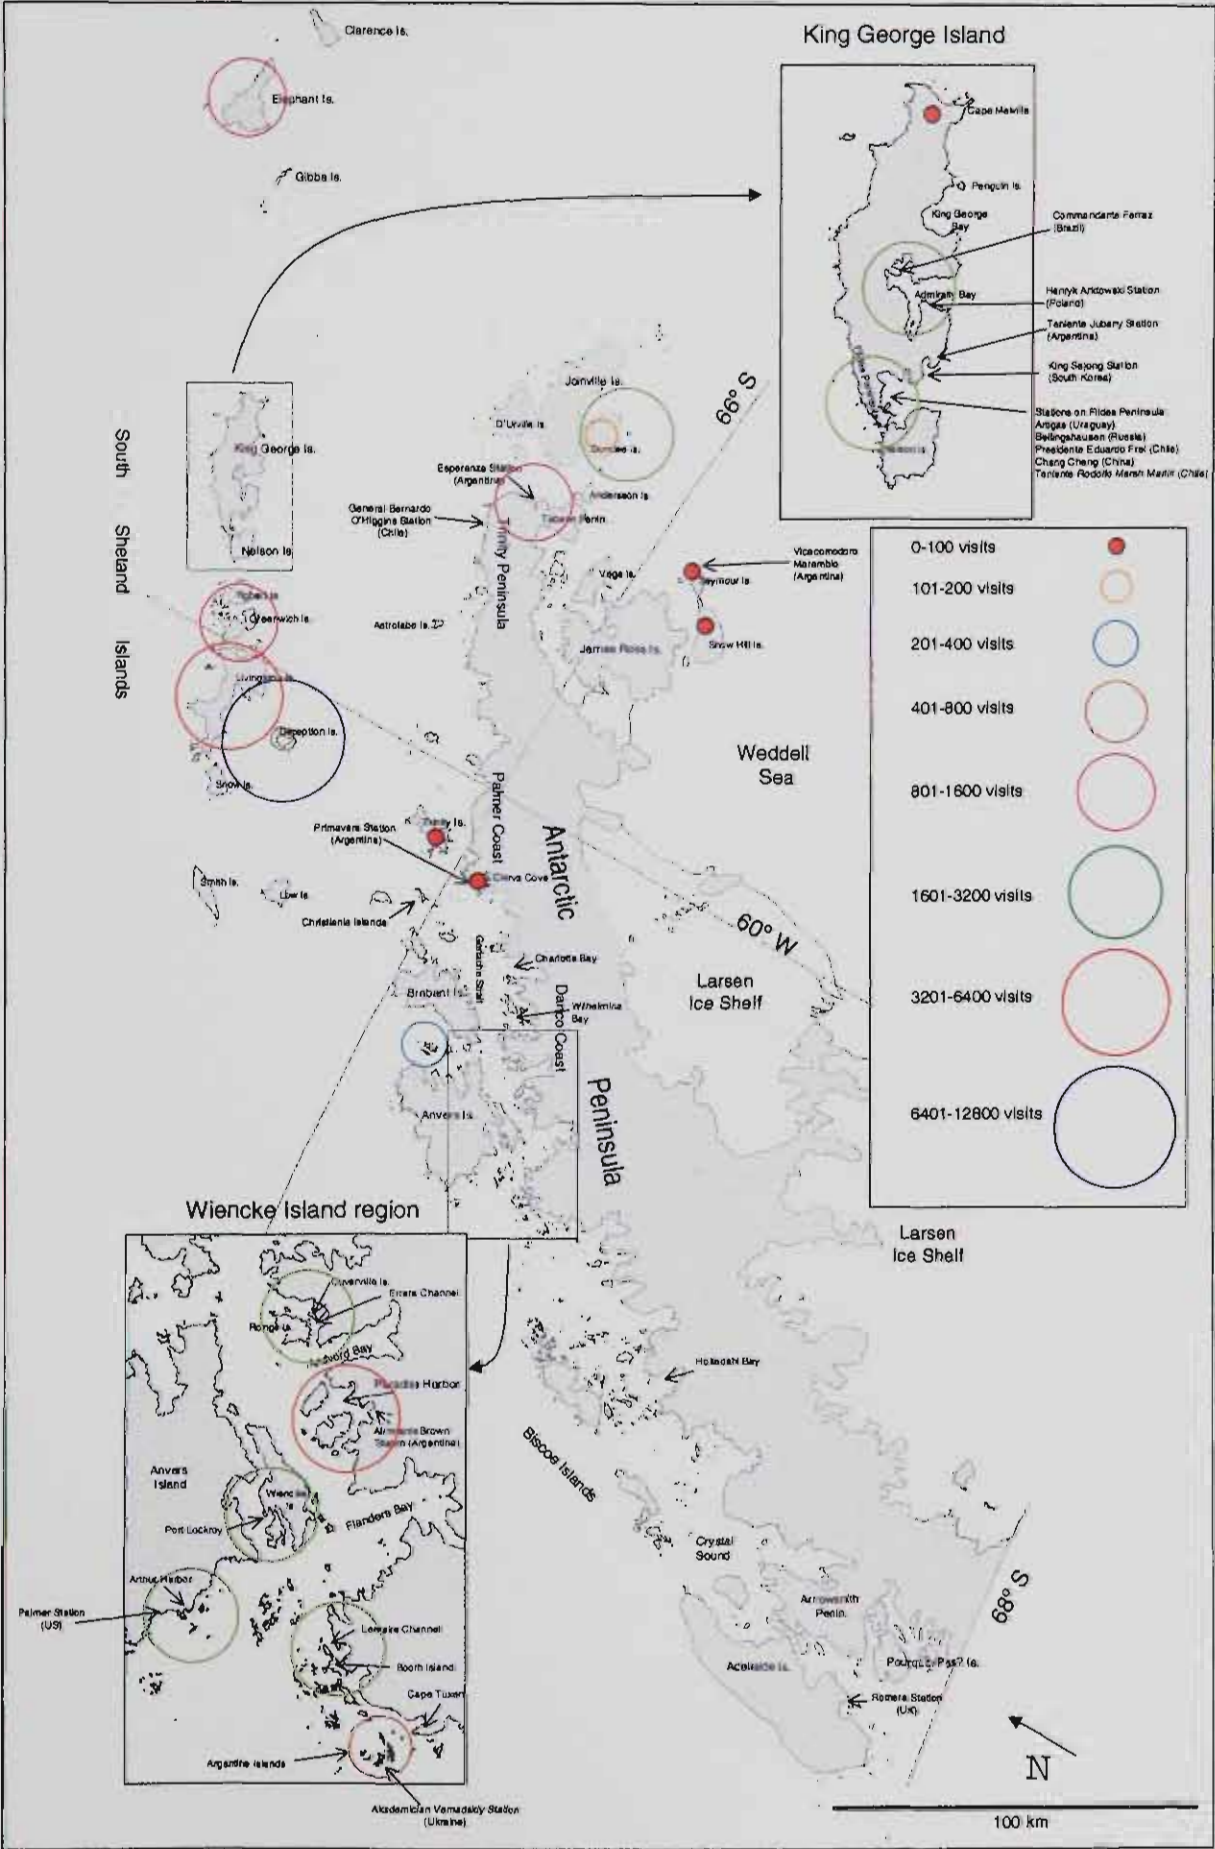 Clarence Is.
Elephant Is.
Gibbs Is.
King George Island
Cape Melville
Penguin Is.
King George
Bay
Commandante Ferraz
(Brazil)
Admiralty Bay
Henryk Arktowski Station
(Poland)
Teniente Jubany Station
(Argentina)
King Sejong Station
(South Korea)
Stations on Fildes Peninsula
Artigas (Uraguay)
Bellingshausen (Russia)
Presidente Eduardo Frei (Chile)
Chang Cheng (China)
Teniente Rodolfo Marsh Martin (Chile)
South Shetland Islands
King George Is.
Nelson Is.
Greenwich Is.
Livingstone Is.
Deception Is.
Snow Is.
Smith Is.
Low Is.
Joinville Is.
D'Urville Is.
Dundee Is.
Esperanza Station
(Argentina)
Andersson Is.
Tabarin Penin.
General Bernardo
O'Higgins Station
(Chile)
Trinity Peninsula
66° S
Vega Is.
Vicecomodoro
Marambio
(Argentina)
Seymour Is.
Snow Hill Is.
James Ross Is.
Astrolabe Is.
Weddell
Sea
Palmer Coast
Antarctic
Peninsula
Trinity Is.
Primavera Station
(Argentina)
Cierva Cove
Christiania Islands
60° W
Gerlache Strait
Charlotte Bay
Brabant Is.
Danco Coast
Wilhelmina
Bay
Larsen
Ice Shelf
Anvers Is.
0-100 visits
101-200 visits
201-400 visits
401-800 visits
801-1600 visits
1601-3200 visits
3201-6400 visits
6401-12800 visits
Larsen
Ice Shelf
Wiencke Island region
Cuverville Is.
Errera Channel
Ronge Is.
Andvord Bay
Paradise Harbor
Almirante Brown
Station (Argentina)
Anvers
Island
Wiencke
Is
Port Lockroy
Flanders Bay
Arthur Harbor
Palmer Station
(US)
Lemaire Channel
Booth Island
Cape Tuxen
Argentine Islands
Akademician Vernadskiy Station
(Ukraine)
Holtedahl Bay
Biscoe Islands
Crystal
Sound
Arrowsmith
Penin.
Adelaide Is.
Pourquoi Pas? Is.
Romera Station
(UK)
68° S
N
100 km